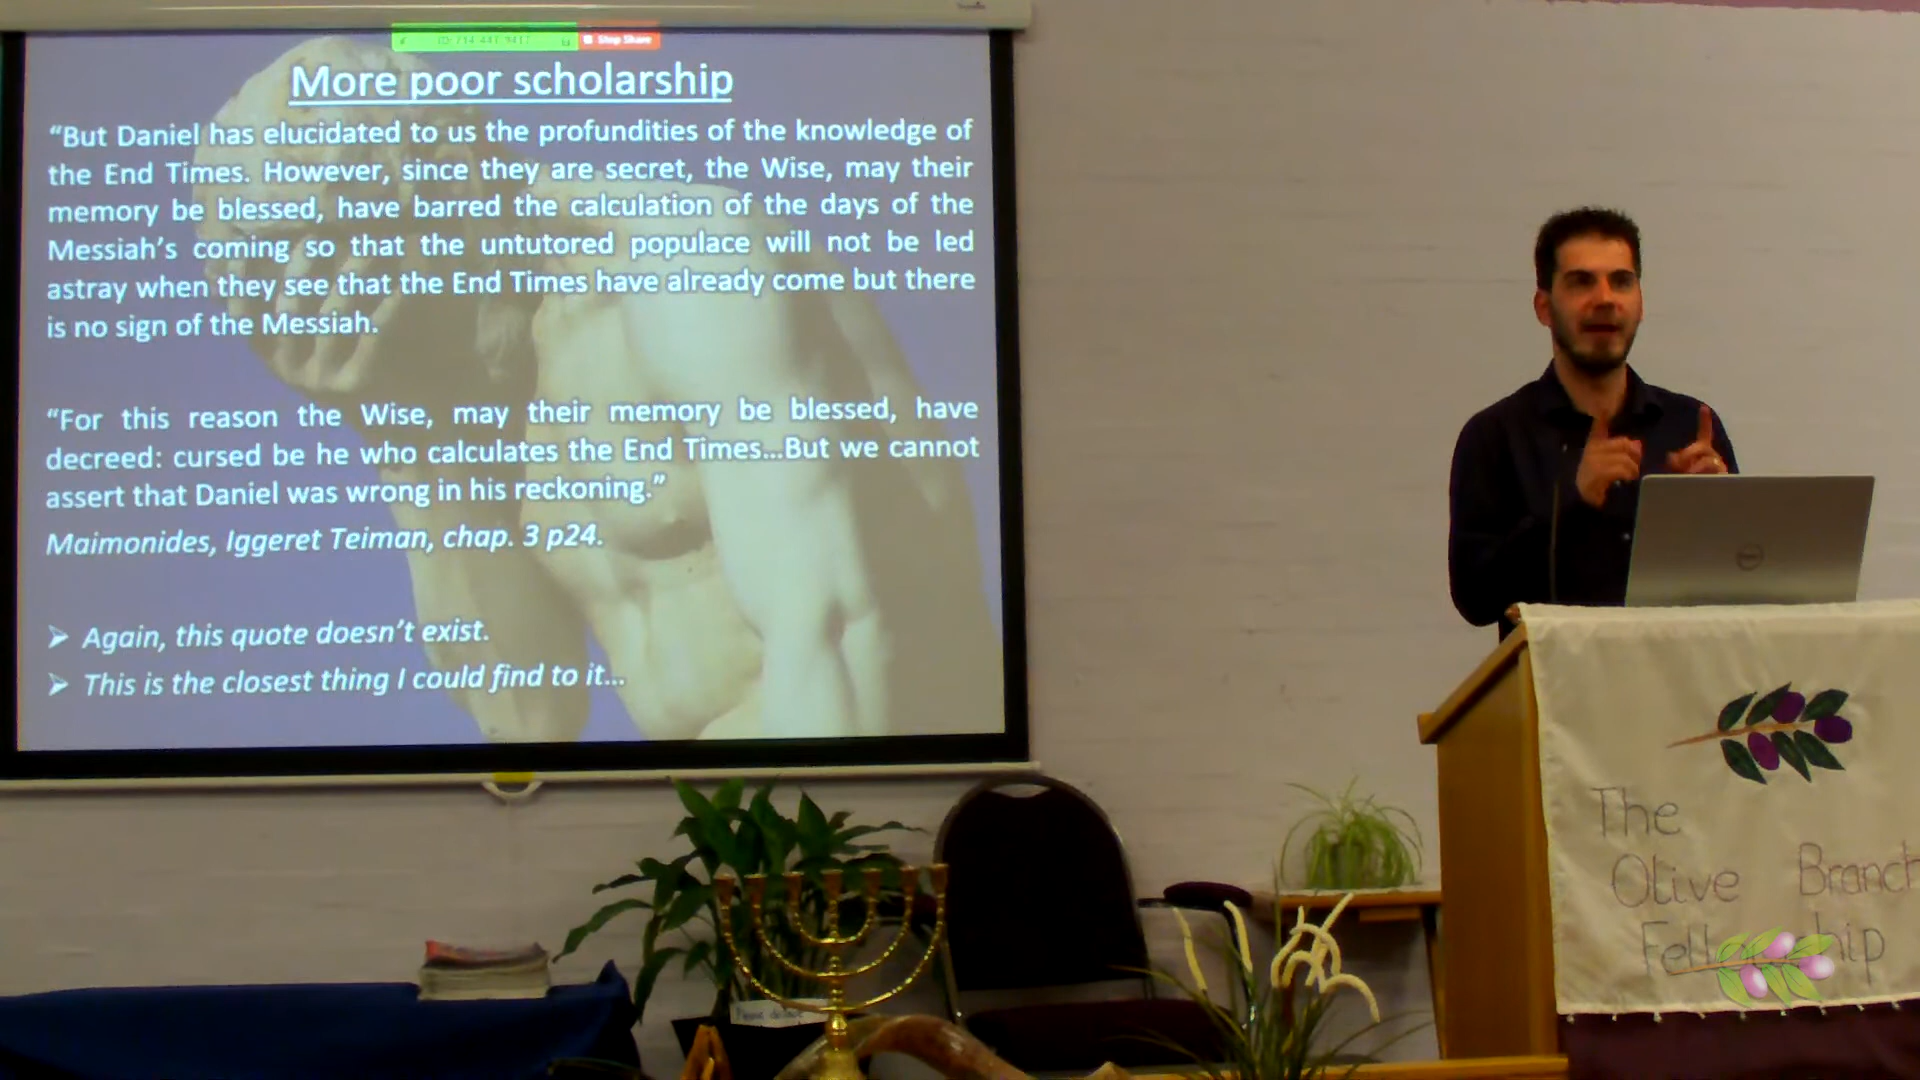 Stop Share
More poor scholarship
“But Daniel has elucidated to us the profundities of the knowledge of
the End Times. However, since they are secret, the Wise, may their
memory be blessed, have barred the calculation of the days of the
Messiah’s coming so that the untutored populace will not be led
astray when they see that the End Times have already come but there
is no sign of the Messiah.
“For this reason the Wise, may their memory be blessed, have
decreed: cursed be he who calculates the End Times...But we cannot
assert that Daniel was wrong in his reckoning.”
Maimonides, Iggeret Teiman, chap. 3 p24.
➤ Again, this quote doesn’t exist.
➤ This is the closest thing I could find to it...
DELL
The
Olive Branch
Fellowship
Please